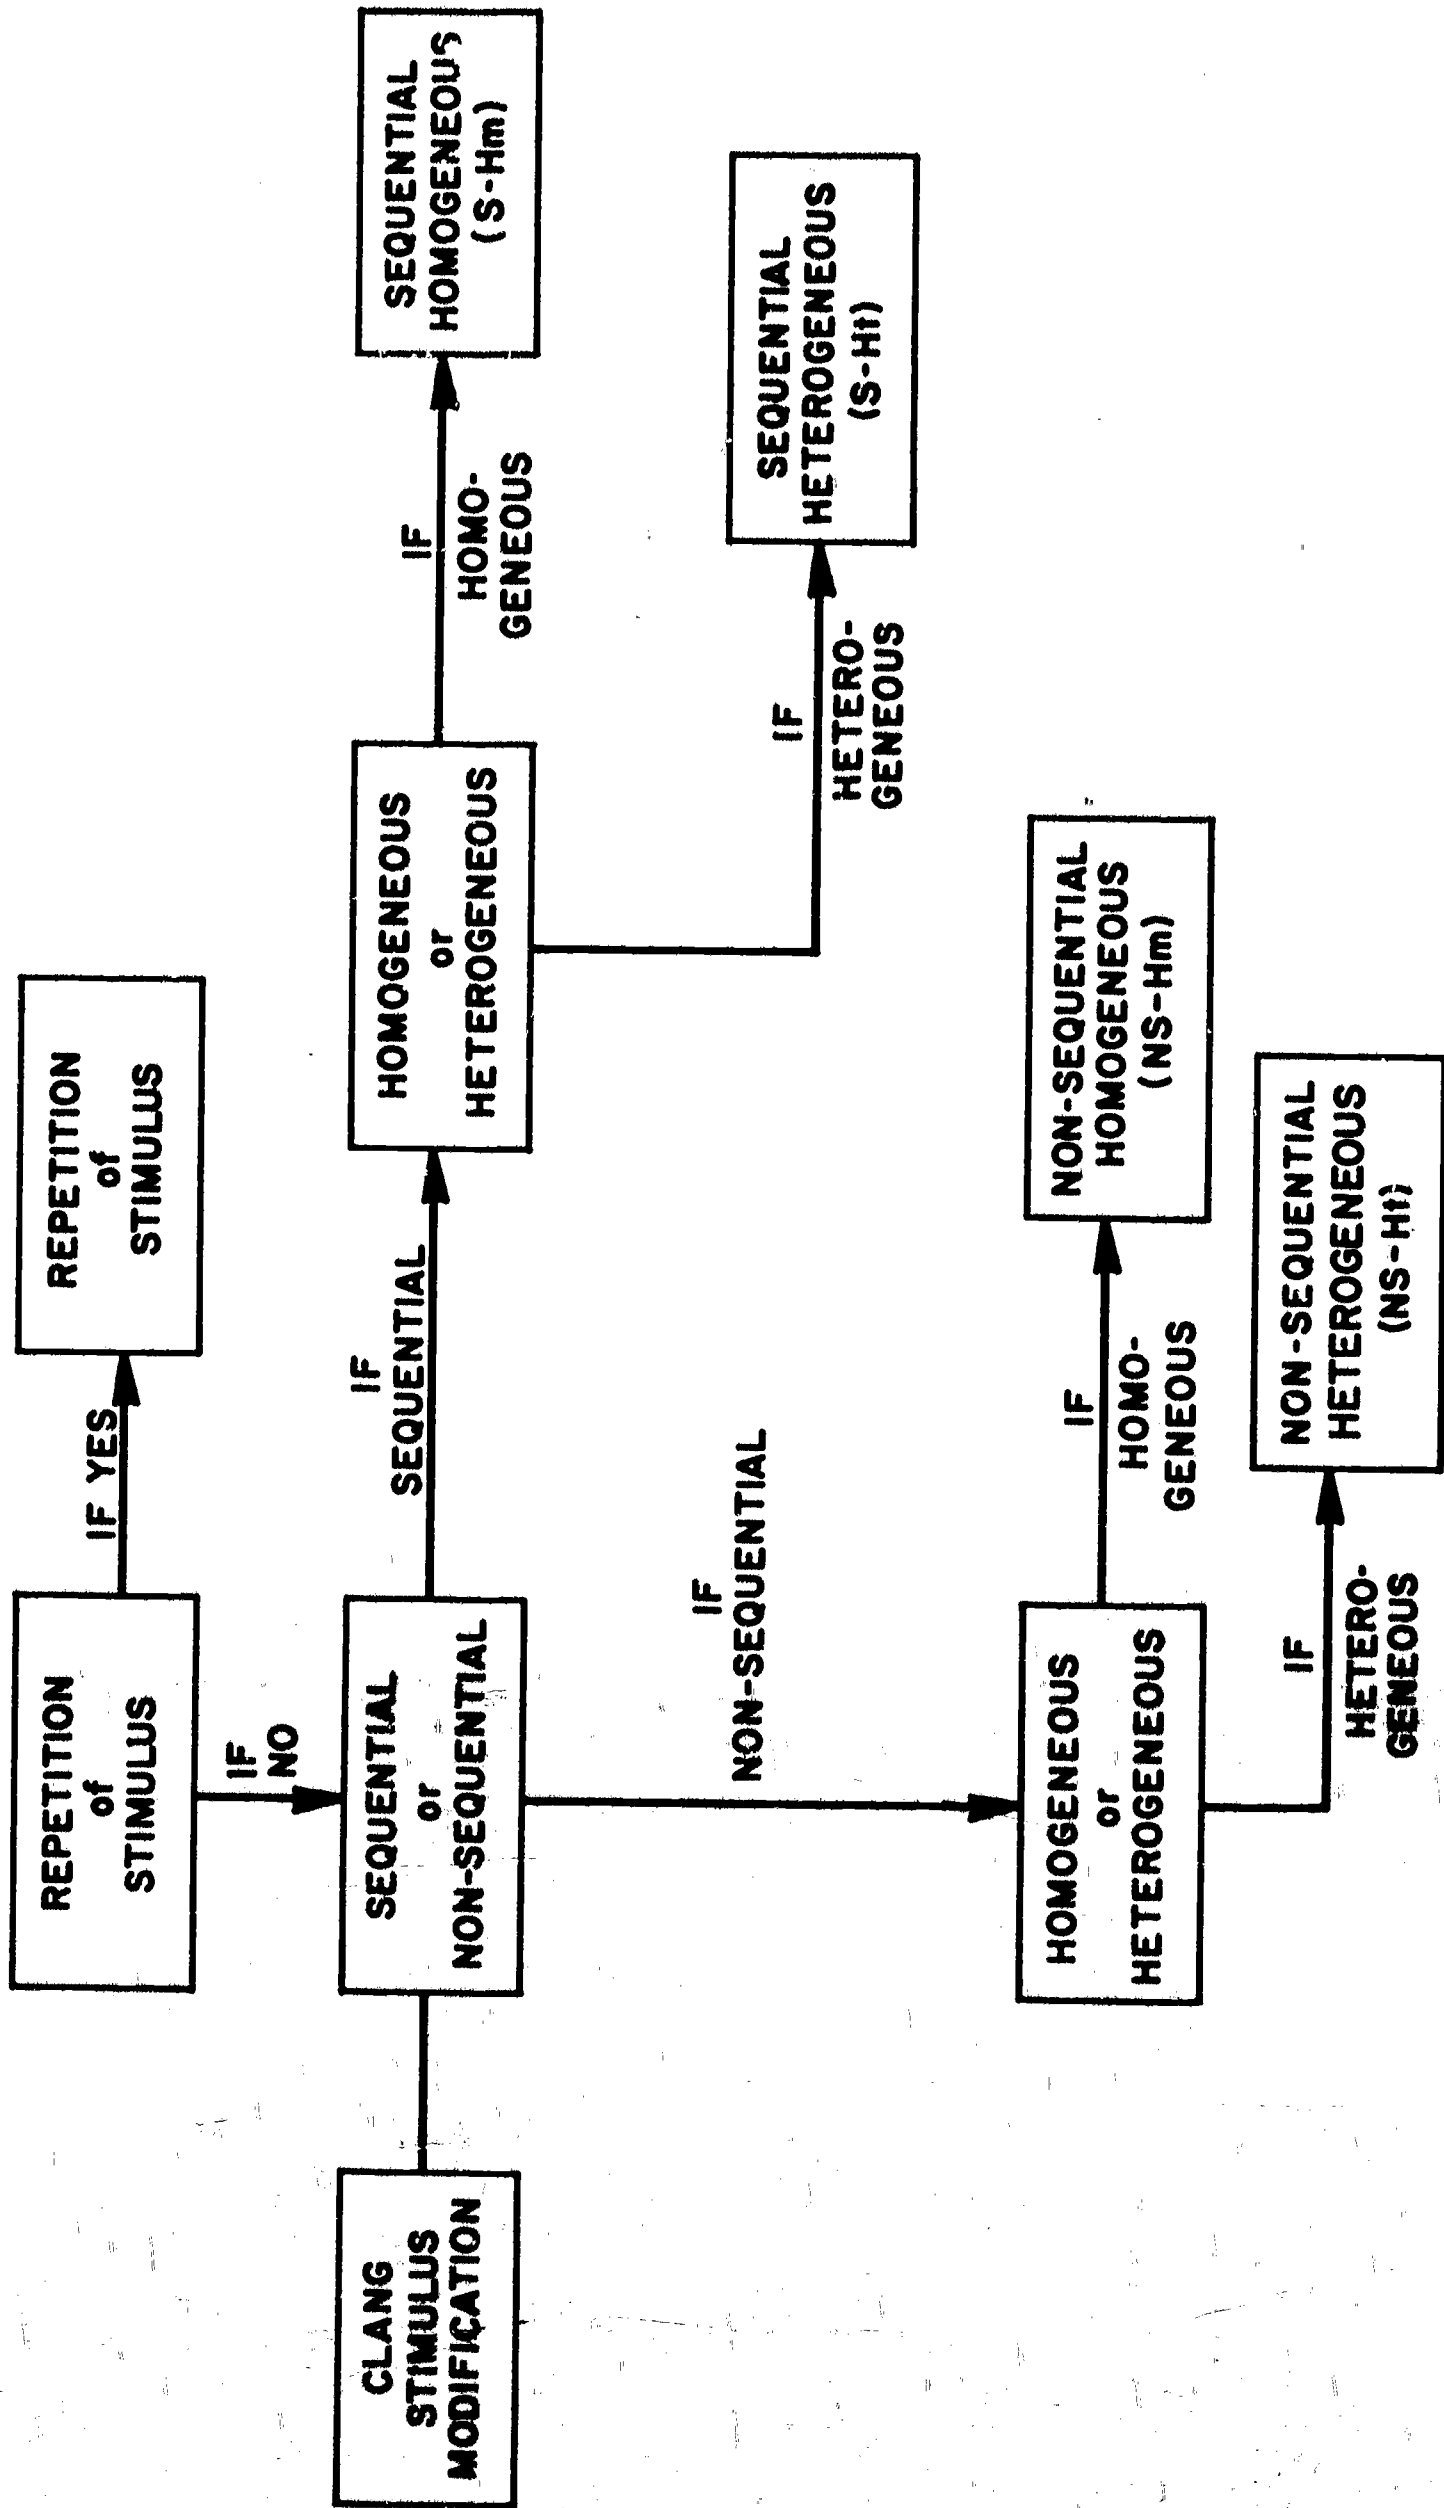 REPETITION
of
STIMULUS
IF YES
REPETITION
of
STIMULUS
IF
NO
CLANG
STIMULUS
MODIFICATION
SEQUENTIAL
or
NON-SEQUENTIAL
IF
SEQUENTIAL
HOMOGENEOUS
or
HETEROGENEOUS
IF
HOMO-
GENEOUS
SEQUENTIAL
HOMOGENEOUS
(S-Hm)
IF
HETERO-
GENEOUS
SEQUENTIAL
HETEROGENEOUS
(S-Ht)
IF
NON-SEQUENTIAL
HOMOGENEOUS
or
HETEROGENEOUS
IF
HOMO-
GENEOUS
NON-SEQUENTIAL
HOMOGENEOUS
(NS-Hm)
IF
HETERO-
GENEOUS
NON-SEQUENTIAL
HETEROGENEOUS
(NS-Ht)